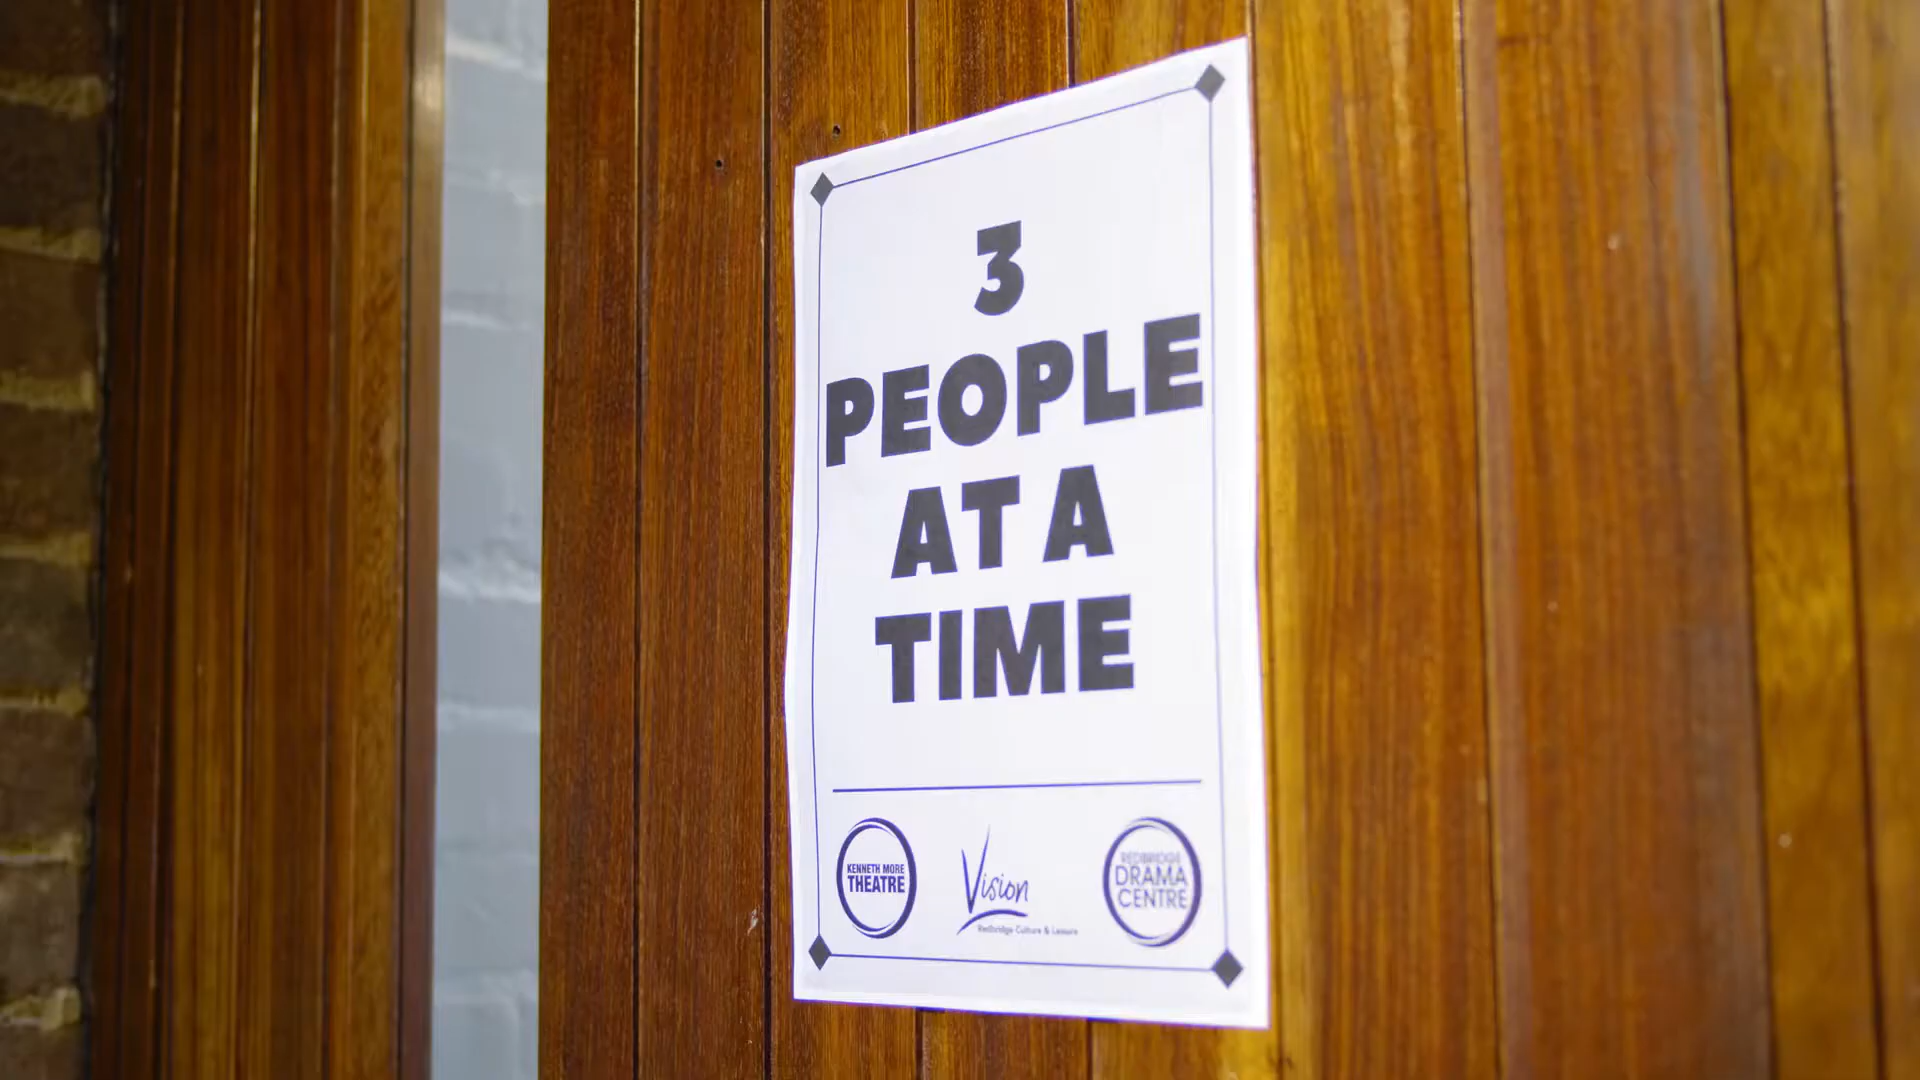 3
PEOPLE
AT A
TIME
KENNETH MORE
THEATRE
Vision
Redbridge Culture & Leisure
REDBRIDGE
DRAMA
CENTRE